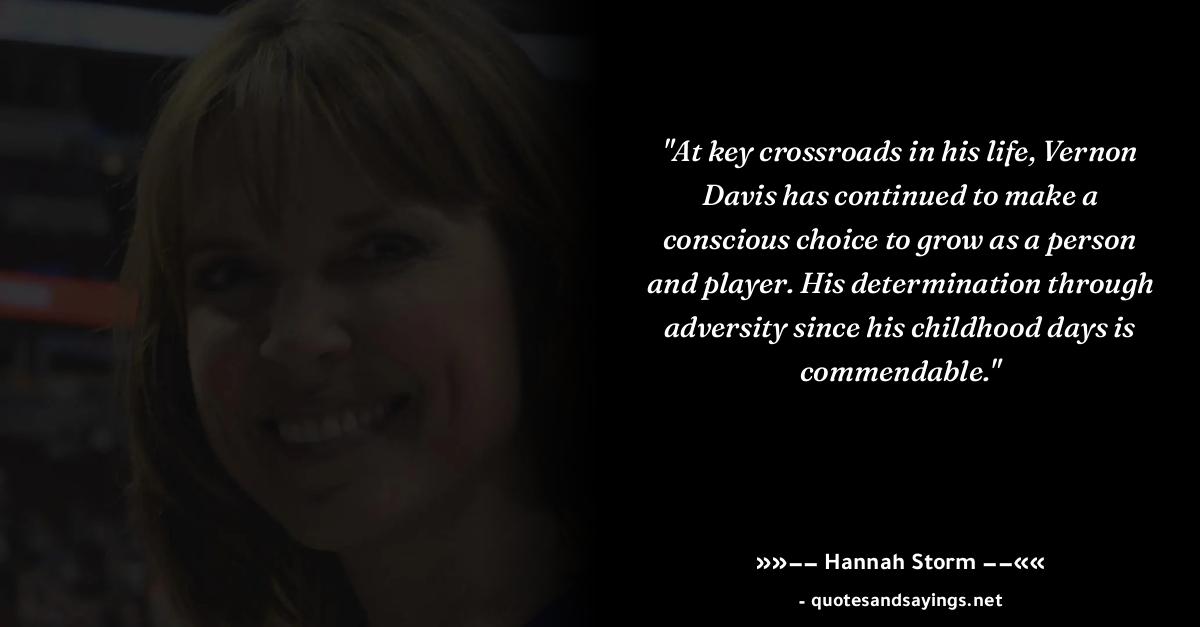 "At key crossroads in his life, Vernon
Davis has continued to make a
conscious choice to grow as a person
and player. His determination through
adversity since his childhood days is
commendable."
»»−− Hannah Storm −−««
- quotesandsayings.net